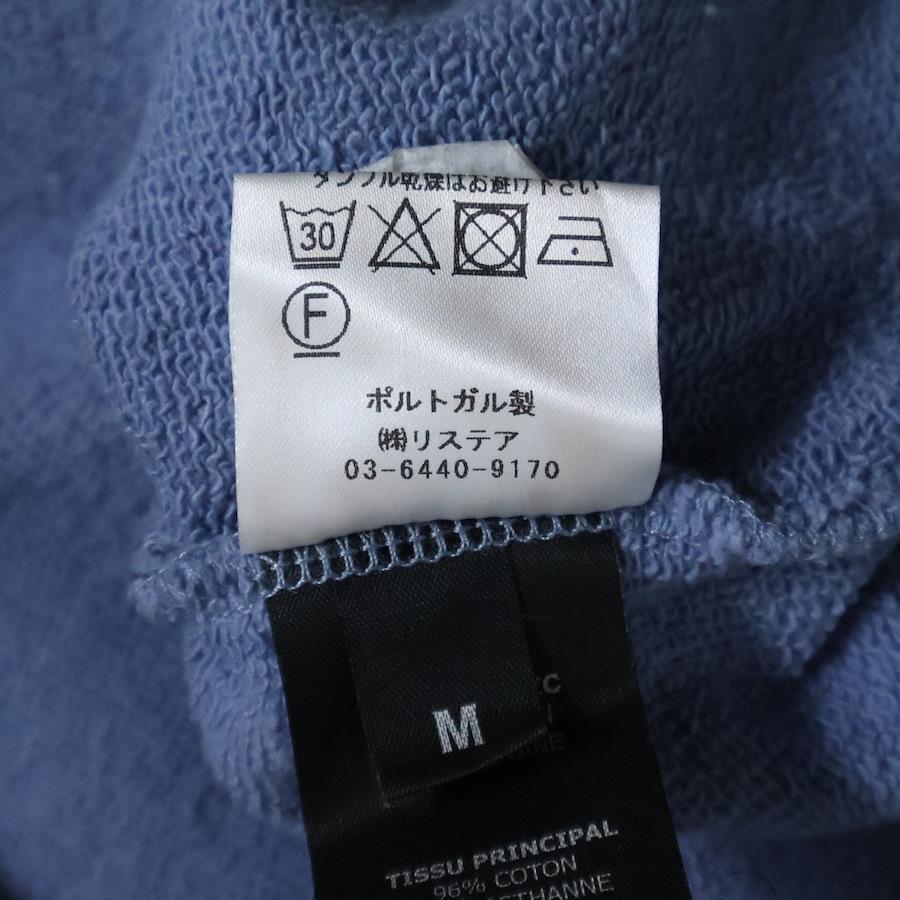 タンブル乾燥はお避け下さい
30
F
ポルトガル製
㈱リステア
03-6440-9170
M
TISSU PRINCIPAL
96% COTON